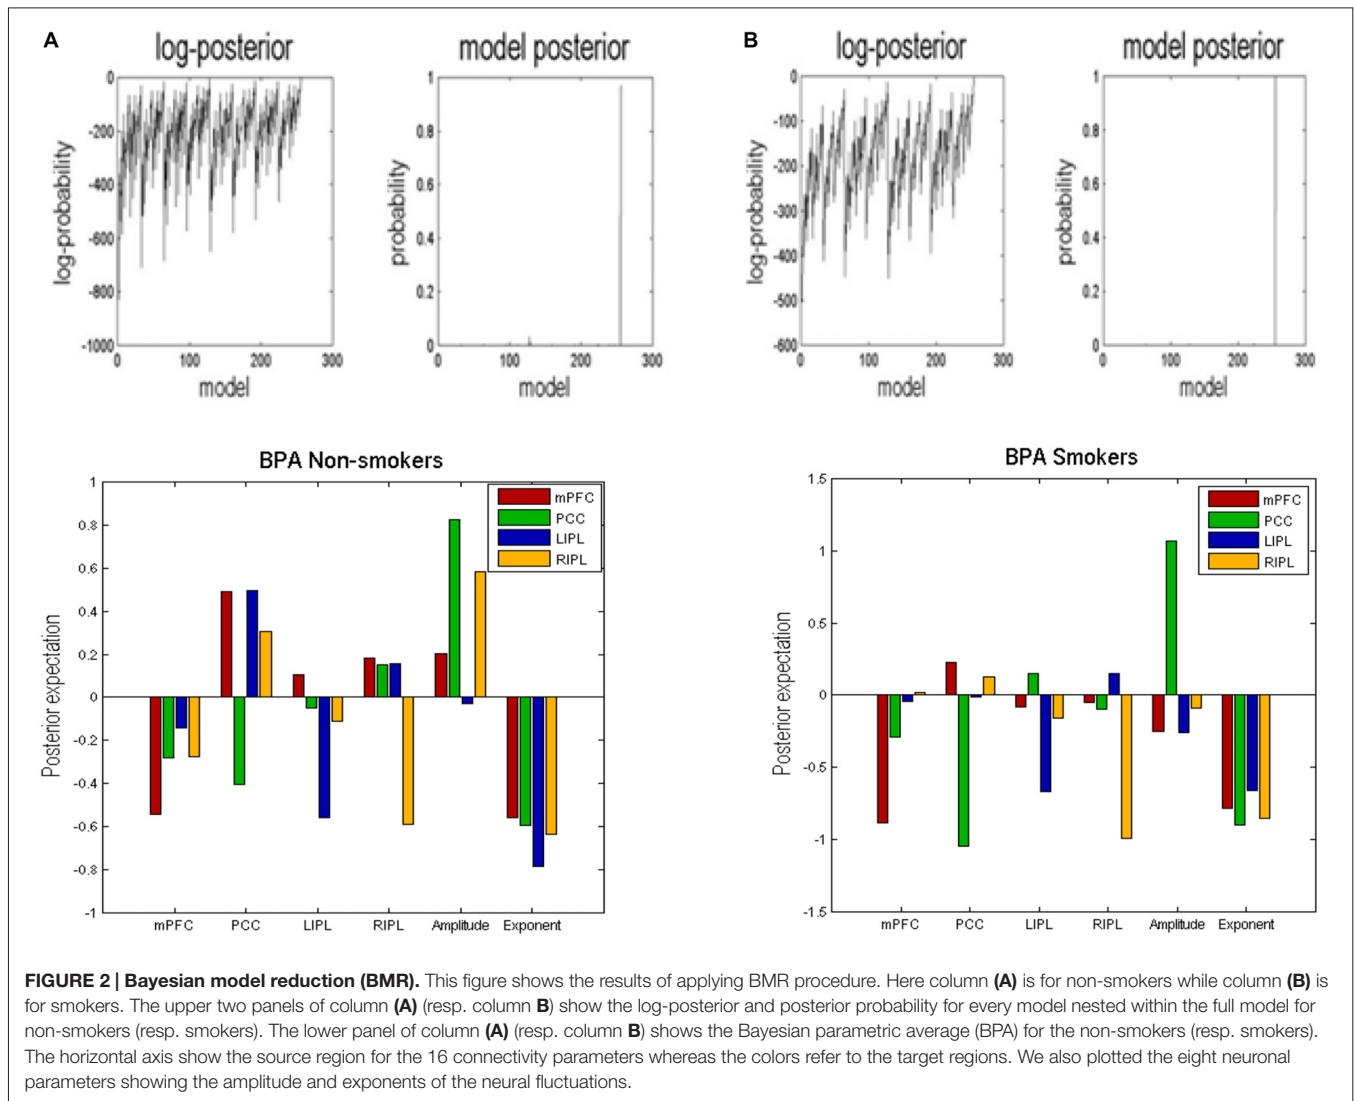 A
log-posterior
log-probability
0
-200
-400
-600
-800
-1000
0
100
200
300
model
model posterior
probability
1
0.8
0.6
0.4
0.2
0
0
100
200
300
model
B
log-posterior
log-probability
0
-100
-200
-300
-400
-500
-600
0
100
200
300
model
model posterior
probability
1
0.8
0.6
0.4
0.2
0
0
100
200
300
model
BPA Non-smokers
Posterior expectation
1
0.8
0.6
0.4
0.2
0
-0.2
-0.4
-0.6
-0.8
-1
mPFC
PCC
LIPL
RIPL
mPFC
PCC
LIPL
RIPL
Amplitude
Exponent
BPA Smokers
Posterior expectation
1.5
1
0.5
0
-0.5
-1
-1.5
mPFC
PCC
LIPL
RIPL
mPFC
PCC
LIPL
RIPL
Amplitude
Exponent
FIGURE 2 | Bayesian model reduction (BMR). This figure shows the results of applying BMR procedure. Here column (A) is for non-smokers while column (B) is
for smokers. The upper two panels of column (A) (resp. column B) show the log-posterior and posterior probability for every model nested within the full model for
non-smokers (resp. smokers). The lower panel of column (A) (resp. column B) shows the Bayesian parametric average (BPA) for the non-smokers (resp. smokers).
The horizontal axis show the source region for the 16 connectivity parameters whereas the colors refer to the target regions. We also plotted the eight neuronal
parameters showing the amplitude and exponents of the neural fluctuations.